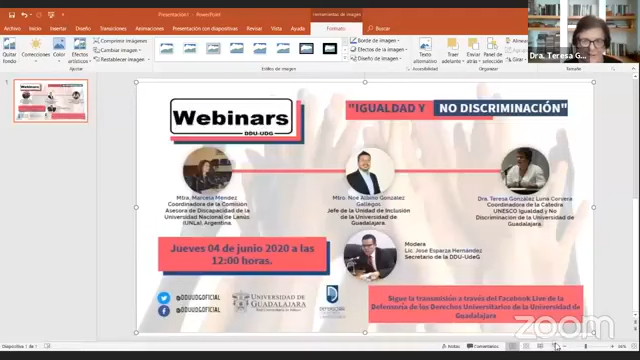 Presentación1 - PowerPoint
Herramientas de imagen
Archivo Inicio Insertar Diseño Transiciones Animaciones Presentación con diapositivas Revisar Vista Formato
Buscar
Correcciones Color Efectos artísticos
Comprimir imágenes
Cambiar imagen
Restablecer imagen
Estilos de imagen
Borde de imagen
Efectos de la imagen
Diseño de imagen
Texto alternativo
Accesibilidad
Traer adelante
Enviar atrás
Panel de selección
Organizar
Dra. Teresa G...
1
Webinars
DDU-UDG
"IGUALDAD Y NO DISCRIMINACIÓN"
Mtra. Marcela Méndez
Coordinadora de la Comisión
Asesora de Discapacidad de la
Universidad Nacional de Lanús
(UNLa), Argentina.
Mtro. Noé Albino González
Gallegos
Jefe de la Unidad de Inclusión
de la Universidad de
Guadalajara.
Dra. Teresa González Luna Corvera
Coordinadora de la Cátedra
UNESCO Igualdad y No
Discriminación de la Universidad de
Guadalajara.
Jueves 04 de junio 2020 a las
12:00 horas.
Modera
Lic. José Esparza Hernández
Secretario de la DDU-UdeG
@DDUUDGOFICIAL
@DDUUDGOFICIAL
UNIVERSIDAD DE
GUADALAJARA
Sigue la transmisión a través del Facebook Live de la
Defensoría de los Derechos Universitarios de la Universidad de
Guadalajara
zoom
Diapositiva 1 de 1
Notas
Comentarios